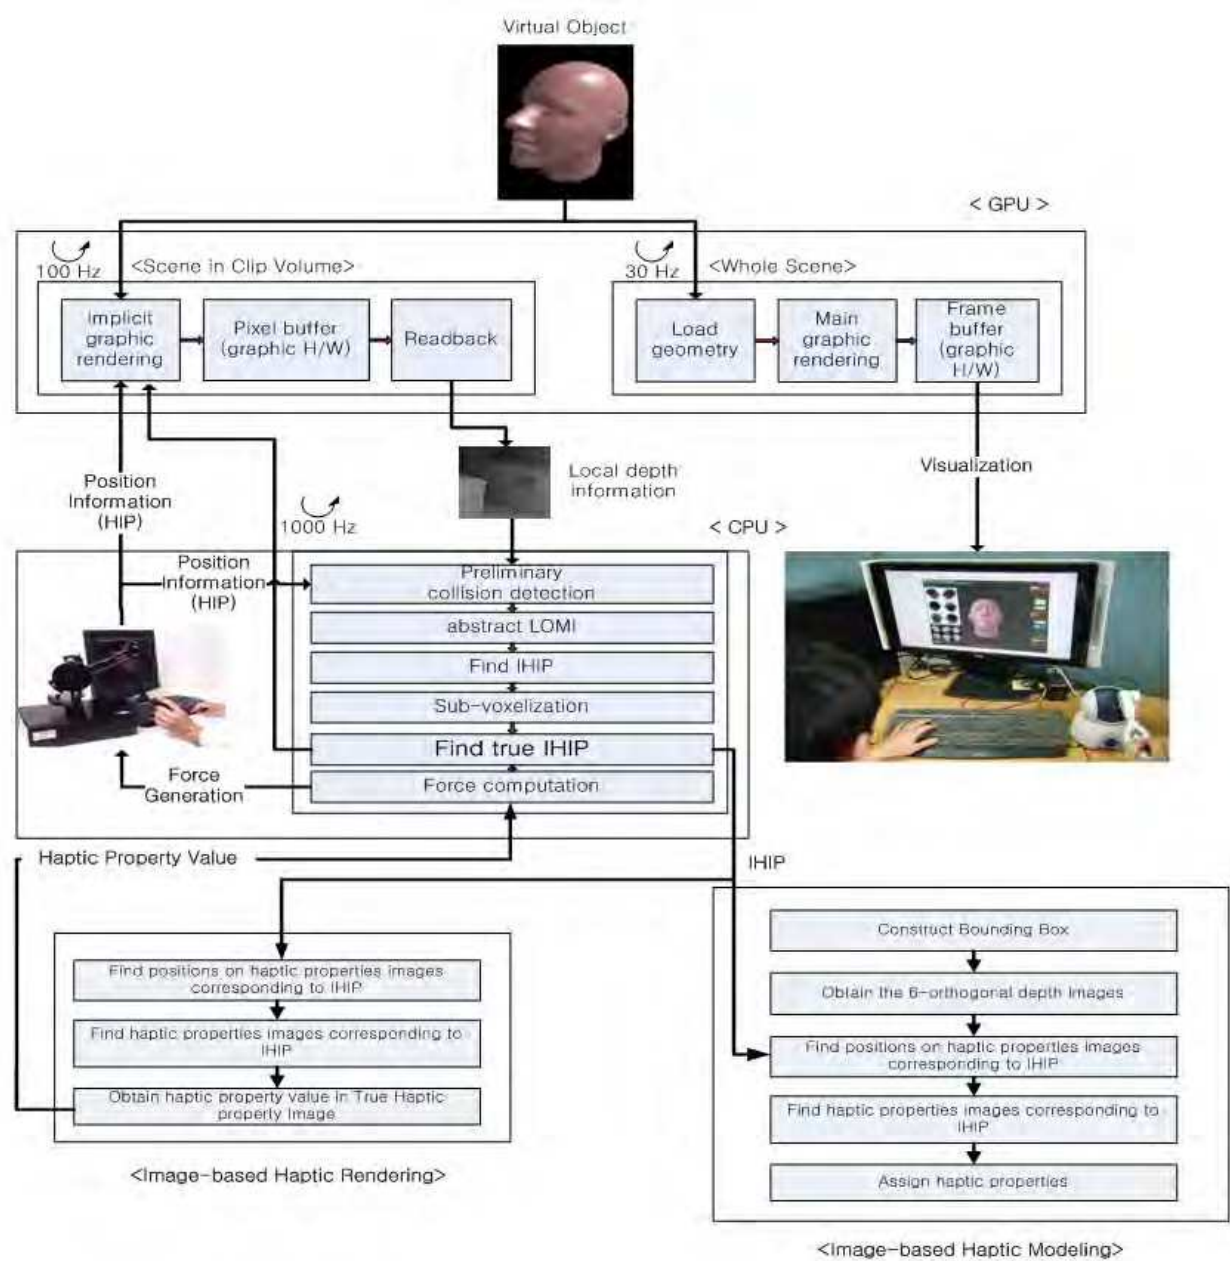 Virtual Object
< GPU >
100 Hz
<Scene in Clip Volume>
30 Hz
<Whole Scene>
Implicit
graphic
rendering
Pixel buffer
(graphic H/W)
Readback
Load
geometry
Main
graphic
rendering
Frame
buffer
(graphic
H/W)
Position
Information
(HIP)
Local depth
information
Visualization
1000 Hz
< CPU >
Position
Information
(HIP)
Preliminary
collision detection
abstract LOMI
Find IHIP
Sub-voxelization
Find true IHIP
Force computation
Force
Generation
Haptic Property Value
IHIP
Find positions on haptic properties images
corresponding to IHIP
Find haptic properties images corresponding to
IHIP
Obtain haptic property value in True Haptic
property Image
<Image-based Haptic Rendering>
Construct Bounding Box
Obtain the 6-orthogonal depth Images
Find positions on haptic properties images
corresponding to IHIP
Find haptic properties images corresponding to
IHIP
Assign haptic properties
<Image-based Haptic Modeling>